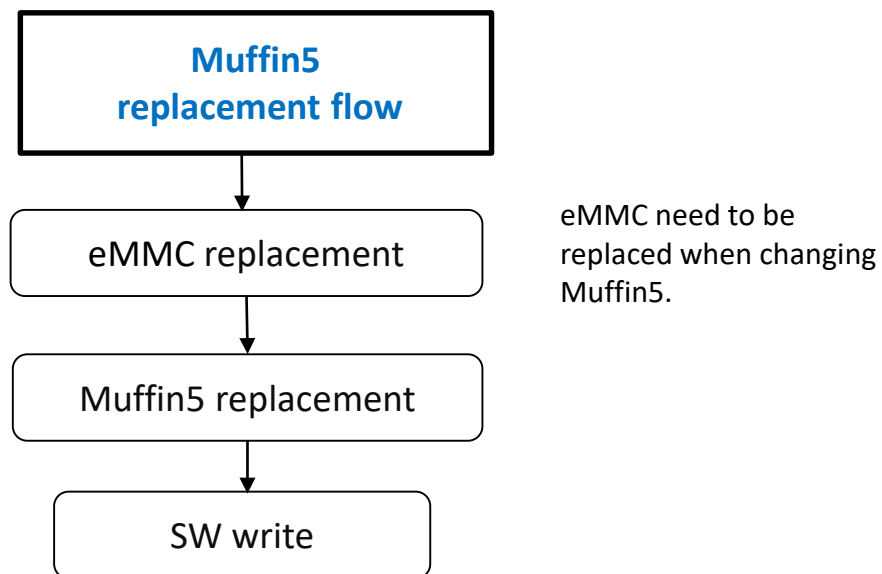 Muffin5
replacement flow
eMMC replacement
eMMC need to be
replaced when changing
Muffin5.
Muffin5 replacement
SW write